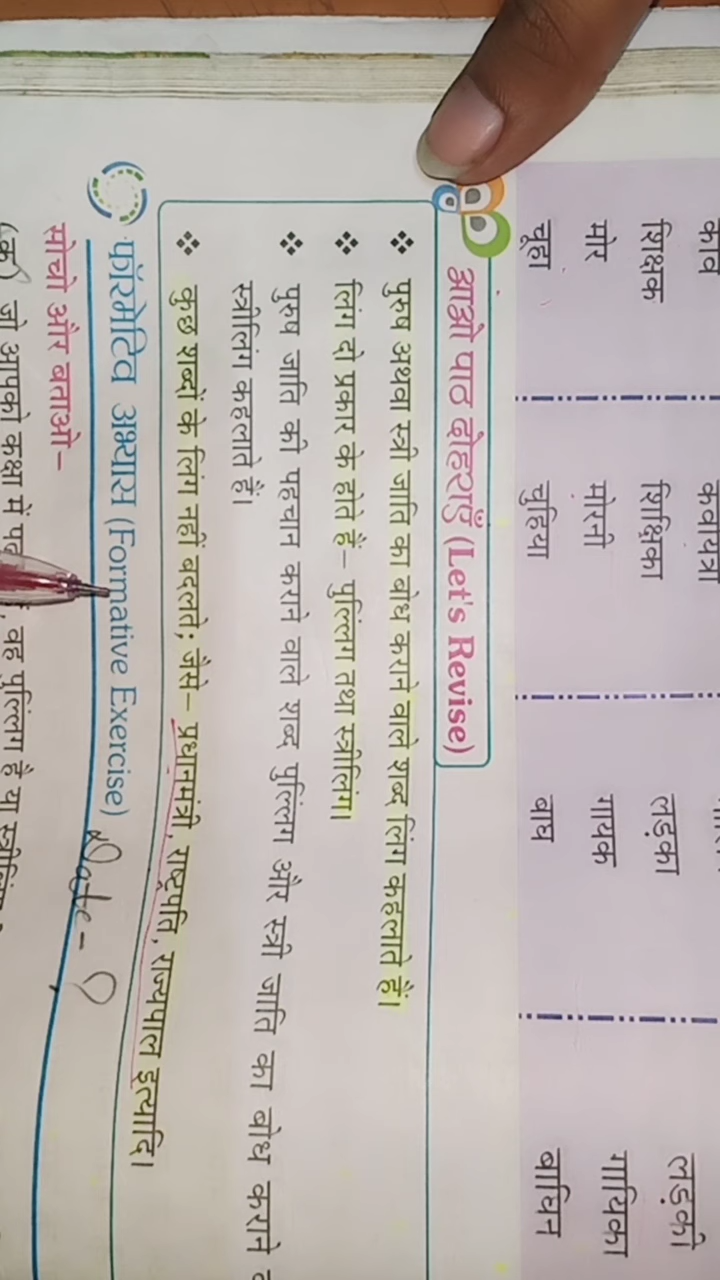 शिक्षक शिक्षिका लड़का लड़की
मोर मोरनी गायक गायिका
चूहा चुहिया बाघ बाघिन
आओ पाठ दोहराएँ (Let's Revise)
❖ पुरुष अथवा स्त्री जाति का बोध कराने वाले शब्द लिंग कहलाते हैं।
❖ लिंग दो प्रकार के होते हैं– पुल्लिंग तथा स्त्रीलिंग।
❖ पुरुष जाति की पहचान कराने वाले शब्द पुल्लिंग और स्त्री जाति का बोध कराने
स्त्रीलिंग कहलाते हैं।
❖ कुछ शब्दों के लिंग नहीं बदलते; जैसे– प्रधानमंत्री, राष्ट्रपति, राज्यपाल इत्यादि।
फॉरमेटिव अभ्यास (Formative Exercise) Date-
सोचो और बताओ–
(क) जो आपको कक्षा में वह पुल्लिंग है या